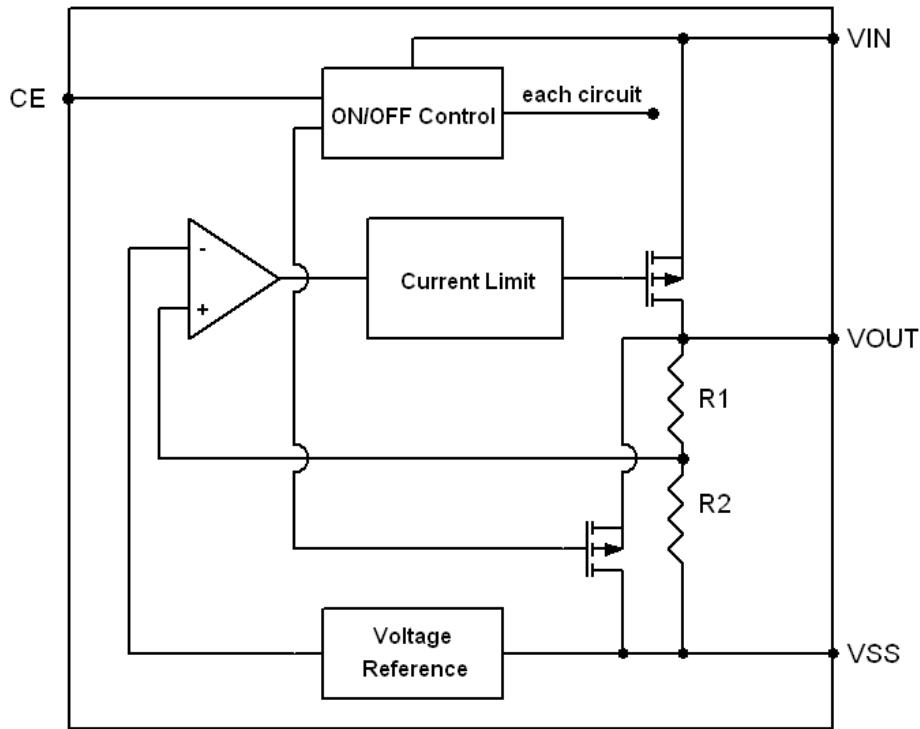 VIN
CE
ON/OFF Control
each circuit
-
+
Current Limit
VOUT
R1
R2
Voltage
Reference
VSS